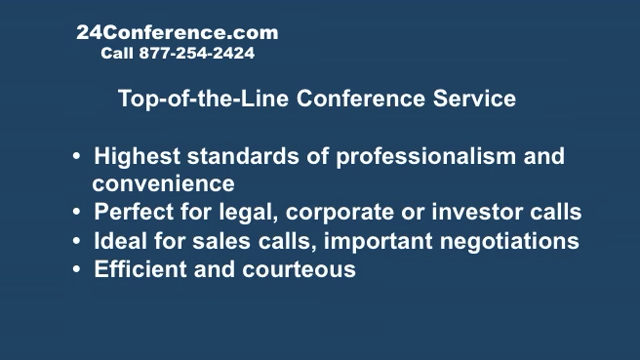 24Conference.com
Call 877-254-2424
Top-of-the-Line Conference Service
• Highest standards of professionalism and
convenience
• Perfect for legal, corporate or investor calls
• Ideal for sales calls, important negotiations
• Efficient and courteous